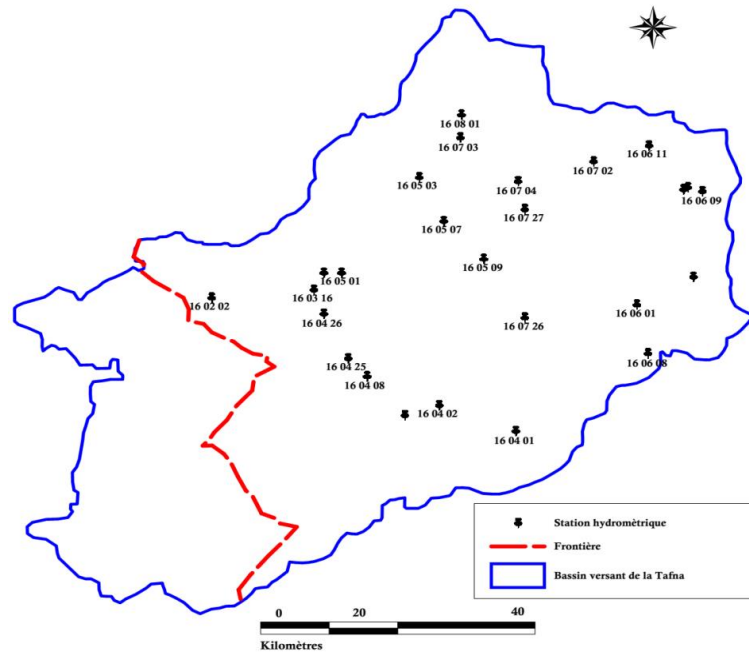 16 08 01
16 07 03
16 06 11
16 07 02
16 05 03
16 07 04
16 06 09
16 07 27
16 05 07
16 05 09
16 05 01
16 03 16
16 02 02
16 04 26
16 06 01
16 07 26
16 04 25
16 06 08
16 04 08
16 04 02
16 04 01
Station hydromètrique
Frontière
Bassin versant de la Tafna
0 20 40
Kilomètres